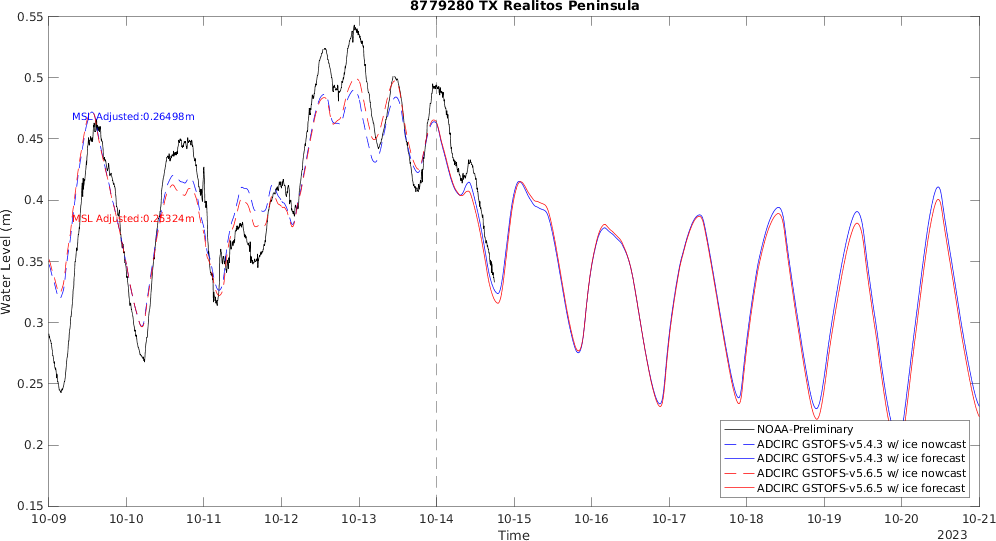 8779280 TX Realitos Peninsula
Water Level (m)
0.55
0.5
0.45
0.4
0.35
0.3
0.25
0.2
0.15
MSL Adjusted:0.26498m
MSL Adjusted:0.25324m
NOAA-Preliminary
ADCIRC GSTOFS-v5.4.3 w/ ice nowcast
ADCIRC GSTOFS-v5.4.3 w/ ice forecast
ADCIRC GSTOFS-v5.6.5 w/ ice nowcast
ADCIRC GSTOFS-v5.6.5 w/ ice forecast
10-09 10-10 10-11 10-12 10-13 10-14 10-15 10-16 10-17 10-18 10-19 10-20 10-21
Time
2023